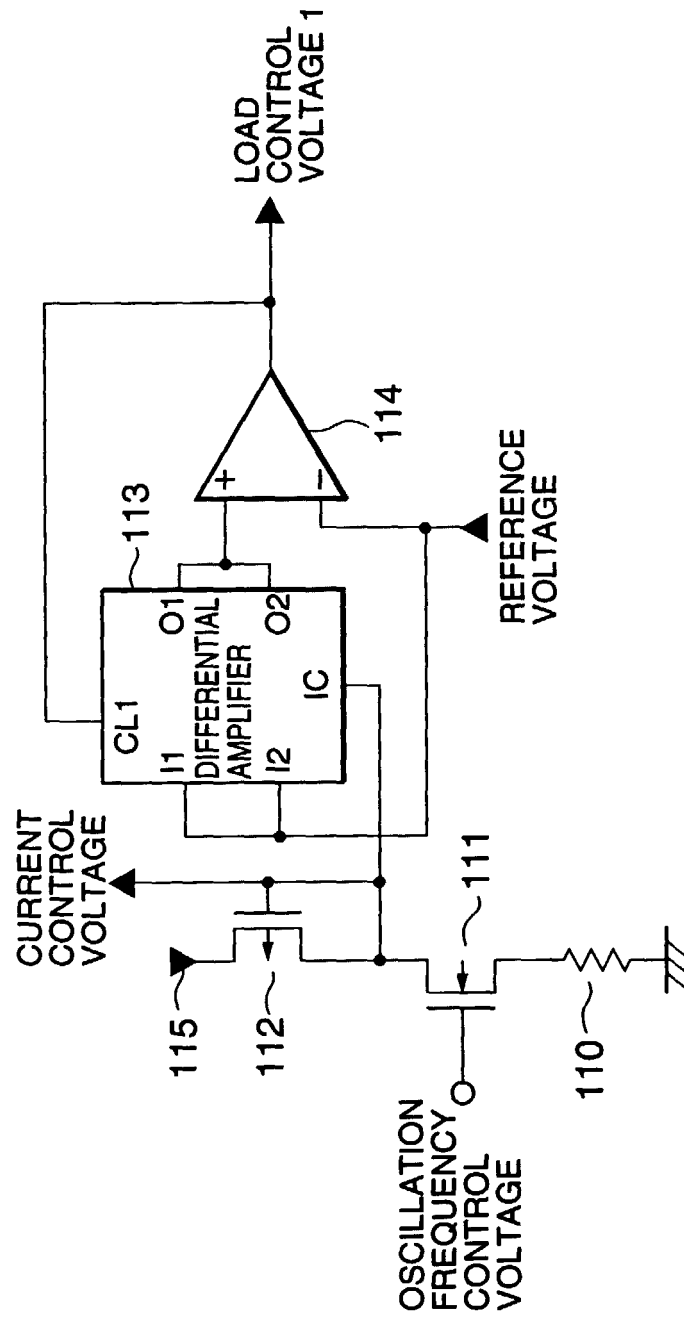 LOAD
CONTROL
VOLTAGE 1
114
+
−
REFERENCE
VOLTAGE
113
CL1
O1
O2
I1
I2
DIFFERENTIAL
AMPLIFIER
IC
CURRENT
CONTROL
VOLTAGE
115
112
111
110
OSCILLATION
FREQUENCY
CONTROL
VOLTAGE